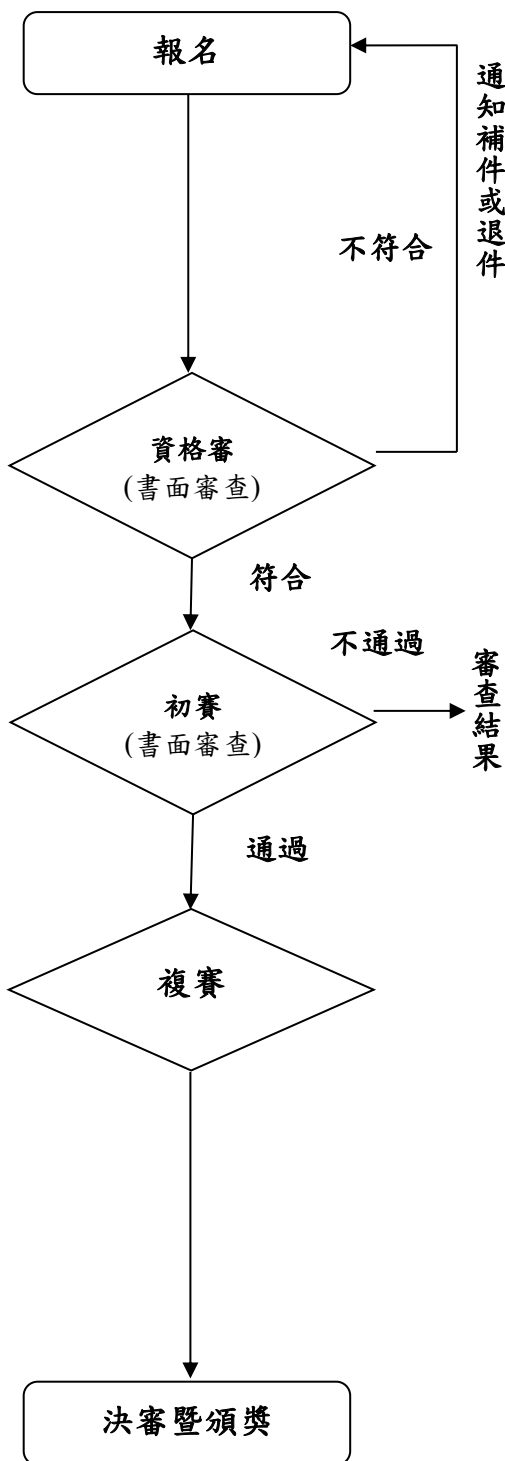 報名
通知補件或退件
不符合
資格審
(書面審查)
符合
不通過
審查結果
初賽
(書面審查)
通過
複賽
決審暨頒獎